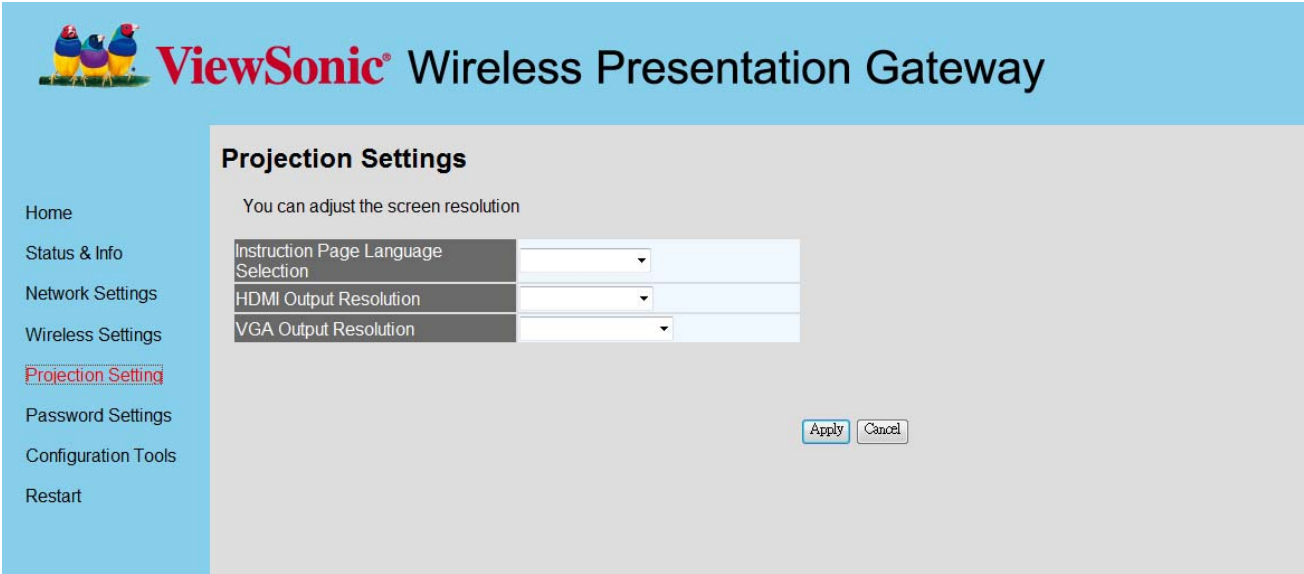 ViewSonic® Wireless Presentation Gateway
Projection Settings
You can adjust the screen resolution
Home
Status & Info
Network Settings
Wireless Settings
Projection Setting
Password Settings
Configuration Tools
Restart
Instruction Page Language
Selection
HDMI Output Resolution
VGA Output Resolution
Apply Cancel